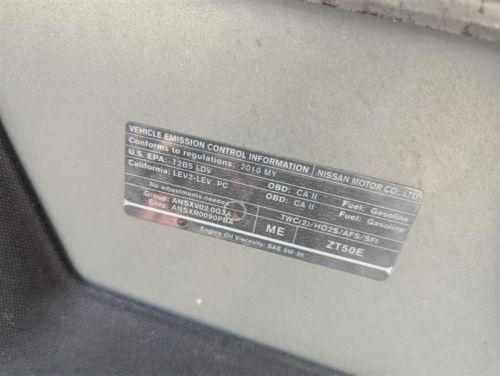 VEHICLE EMISSION CONTROL INFORMATION NISSAN MOTOR CO. LTD.
Conforms to regulations: 2010 MY
U.S. EPA: T2B5 LDV OBD: CA II Fuel: Gasoline
California: LEV2-LEV PC OBD: CA II Fuel: Gasoline
No adjustments needed.
Group: ANSXV02.0G3A TWC(2)/HO2S/AFS/SFI
Evap: ANSXR0090PBA ME ZT50E
Engine Oil Viscosity: SAE 5W-30